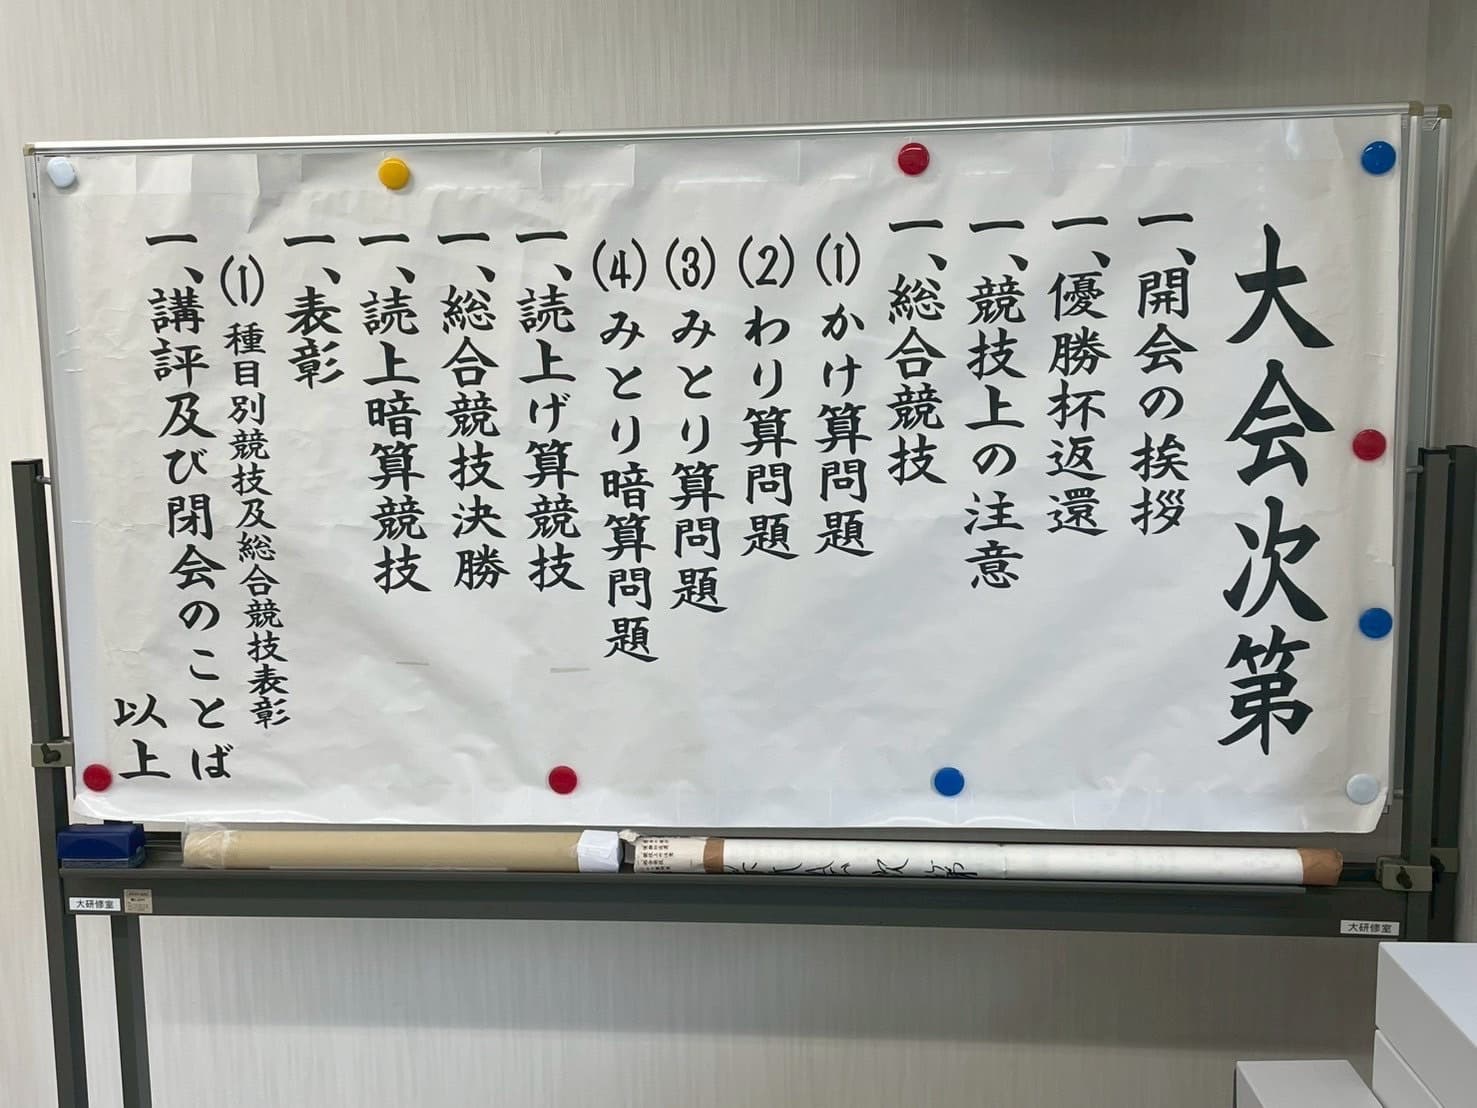 大会次第
一、開会の挨拶
一、優勝杯返還
一、競技上の注意
一、総合競技
(1)かけ算問題
(2)わり算問題
(3)みとり算問題
(4)みとり暗算問題
一、読上げ算競技
一、総合競技決勝
一、読上暗算競技
一、表彰
(1)種目別競技及総合競技表彰
一、講評及び閉会のことば
以上
大研修室
大研修室